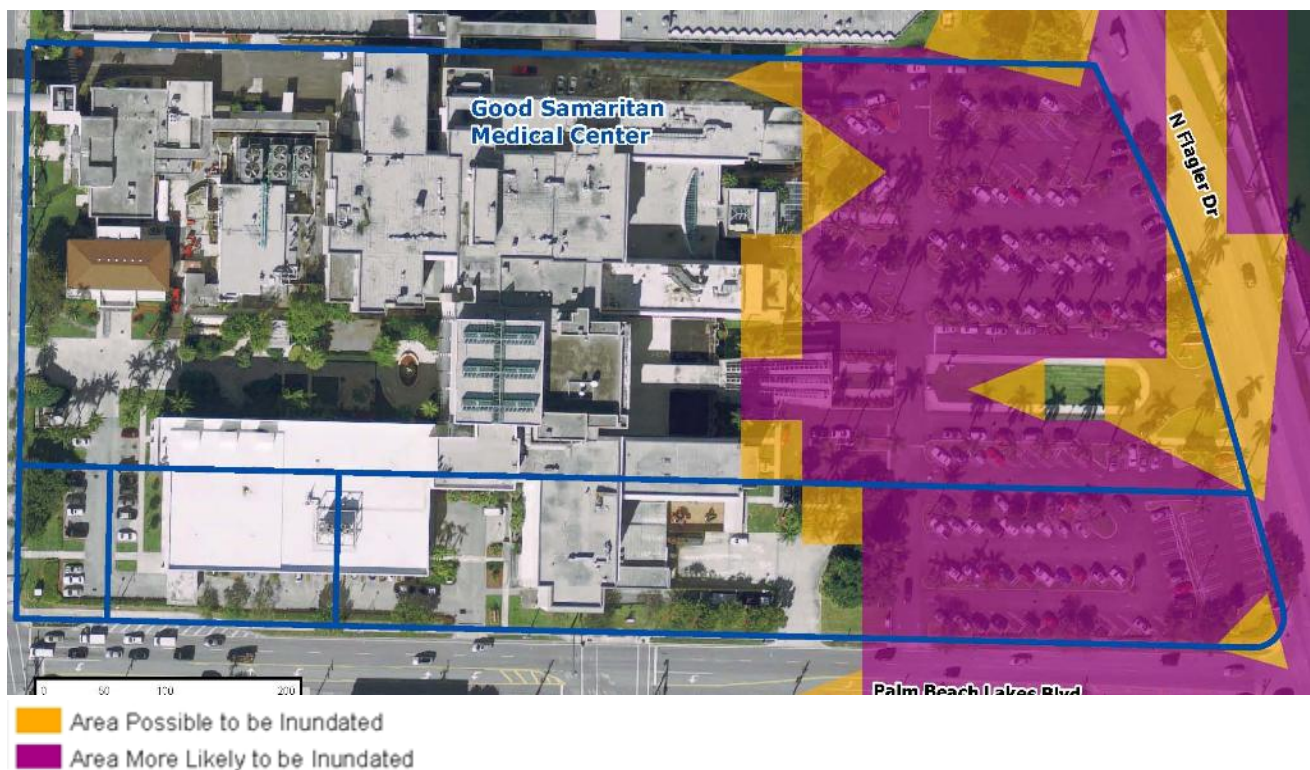 Good Samaritan
Medical Center
N Flagler Dr
0 50 100 200
Palm Beach Lakes Blvd
Area Possible to be Inundated
Area More Likely to be Inundated